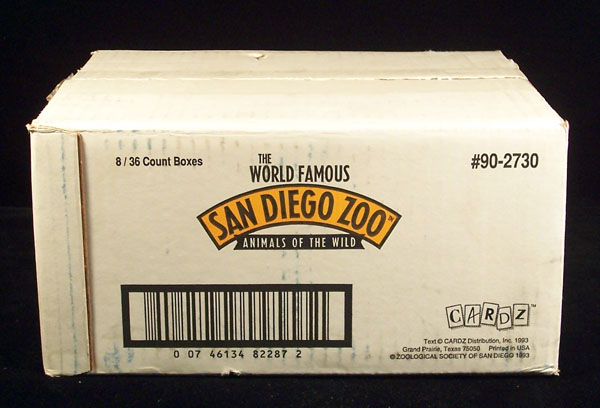 8 / 36 Count Boxes
THE
WORLD FAMOUS
#90-2730
SAN DIEGO ZOO™
ANIMALS OF THE WILD
0 07 46134 82287 2
CARDZ™
Text © CARDZ Distribution, Inc. 1993
Grand Prairie, Texas 75050 Printed in USA
© ZOOLOGICAL SOCIETY OF SAN DIEGO 1993